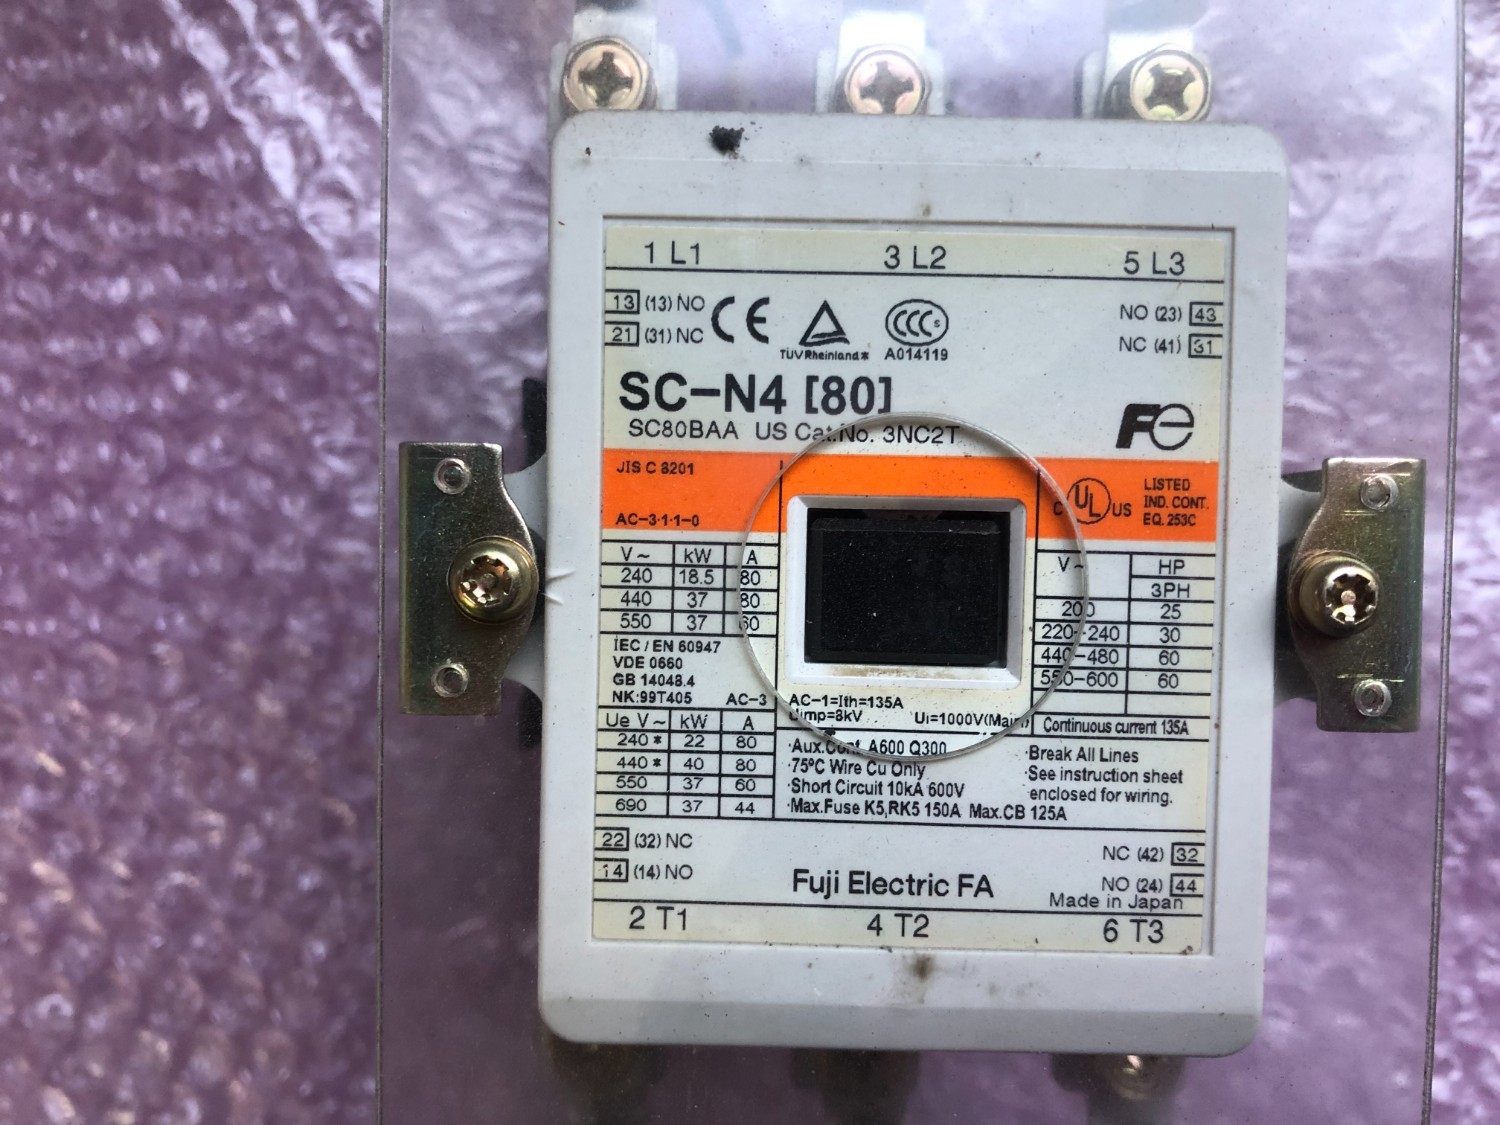 1 L1 3 L2 5 L3
13 (13) NO
21 (31) NC
CE
TÜVRheinland*
CCC S
A014119
NO (23) 43
NC (41) 31
SC-N4 [80]
SC80BAA US Cat.No. 3NC2T
Fe
JIS C 8201
AC-3·1·1-0
C UL US
LISTED
IND. CONT.
EQ. 253C
V~ kW A
240 18.5 80
440 37 80
550 37 60
IEC / EN 60947
VDE 0660
GB 14048.4
NK:99T405 AC-3
Ue V~ kW A
240* 22 80
440* 40 80
550 37 60
690 37 44
V~ HP
3PH
200 25
220-240 30
440-480 60
550-600 60
AC-1=Ith=135A
Uimp=8kV Ui=1000V(Main)
Continuous current 135A
·Aux.Cont. A600 Q300
·75°C Wire Cu Only
·Short Circuit 10kA 600V
·Max.Fuse K5,RK5 150A Max.CB 125A
·Break All Lines
·See instruction sheet
enclosed for wiring.
22 (32) NC
14 (14) NO
Fuji Electric FA
NC (42) 32
NO (24) 44
Made in Japan
2 T1 4 T2 6 T3